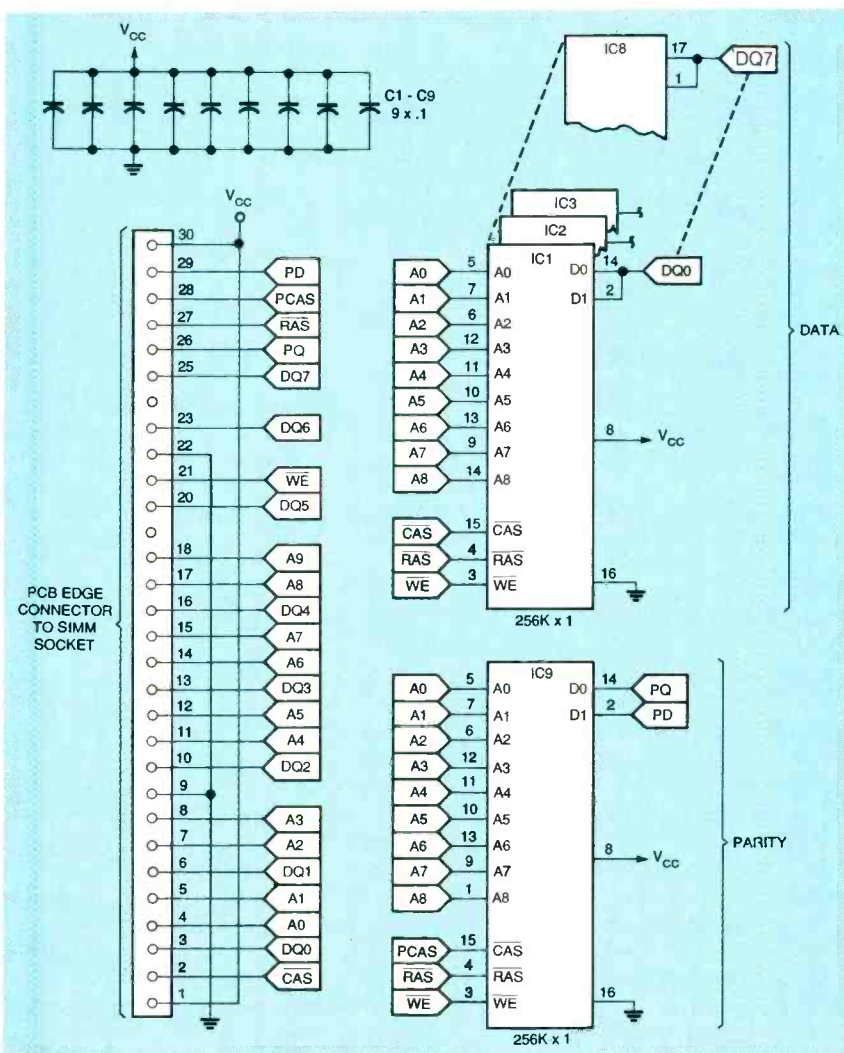 VCC
C1 - C9
9 x .1
IC8
17
1
DQ7
IC3
IC2
IC1
A0 5 A0 D0 14 DQ0
A1 7 A1 D1 2
A2 6 A2
A3 12 A3
A4 11 A4
A5 10 A5
A6 13 A6
A7 9 A7
A8 14 A8
8 VCC
CAS 15 CAS
RAS 4 RAS
WE 3 WE
16
256K x 1
DATA
VCC
30
29 PD
28 PCAS
27 RAS
26 PQ
25 DQ7
23 DQ6
22
21 WE
20 DQ5
18 A9
17 A8
16 DQ4
15 A7
14 A6
13 DQ3
12 A5
11 A4
10 DQ2
9
8 A3
7 A2
6 DQ1
5 A1
4 A0
3 DQ0
2 CAS
1
PCB EDGE
CONNECTOR
TO SIMM
SOCKET
IC9
A0 5 A0 D0 14 PQ
A1 7 A1 D1 2 PD
A2 6 A2
A3 12 A3
A4 11 A4
A5 10 A5
A6 13 A6
A7 9 A7
A8 1 A8
8 VCC
PCAS 15 CAS
RAS 4 RAS
WE 3 WE
16
256K x 1
PARITY